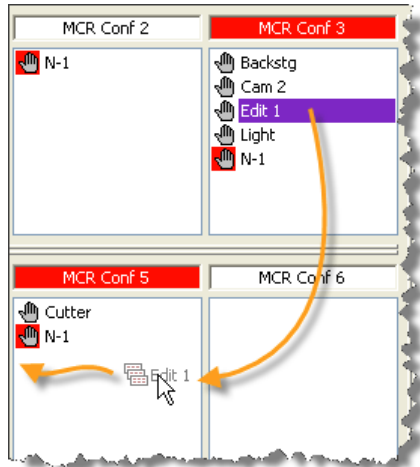 MCR Conf 2
MCR Conf 3
N-1
Backstg
Cam 2
Edit 1
Light
N-1
MCR Conf 5
MCR Conf 6
Cutter
N-1
Edit 1